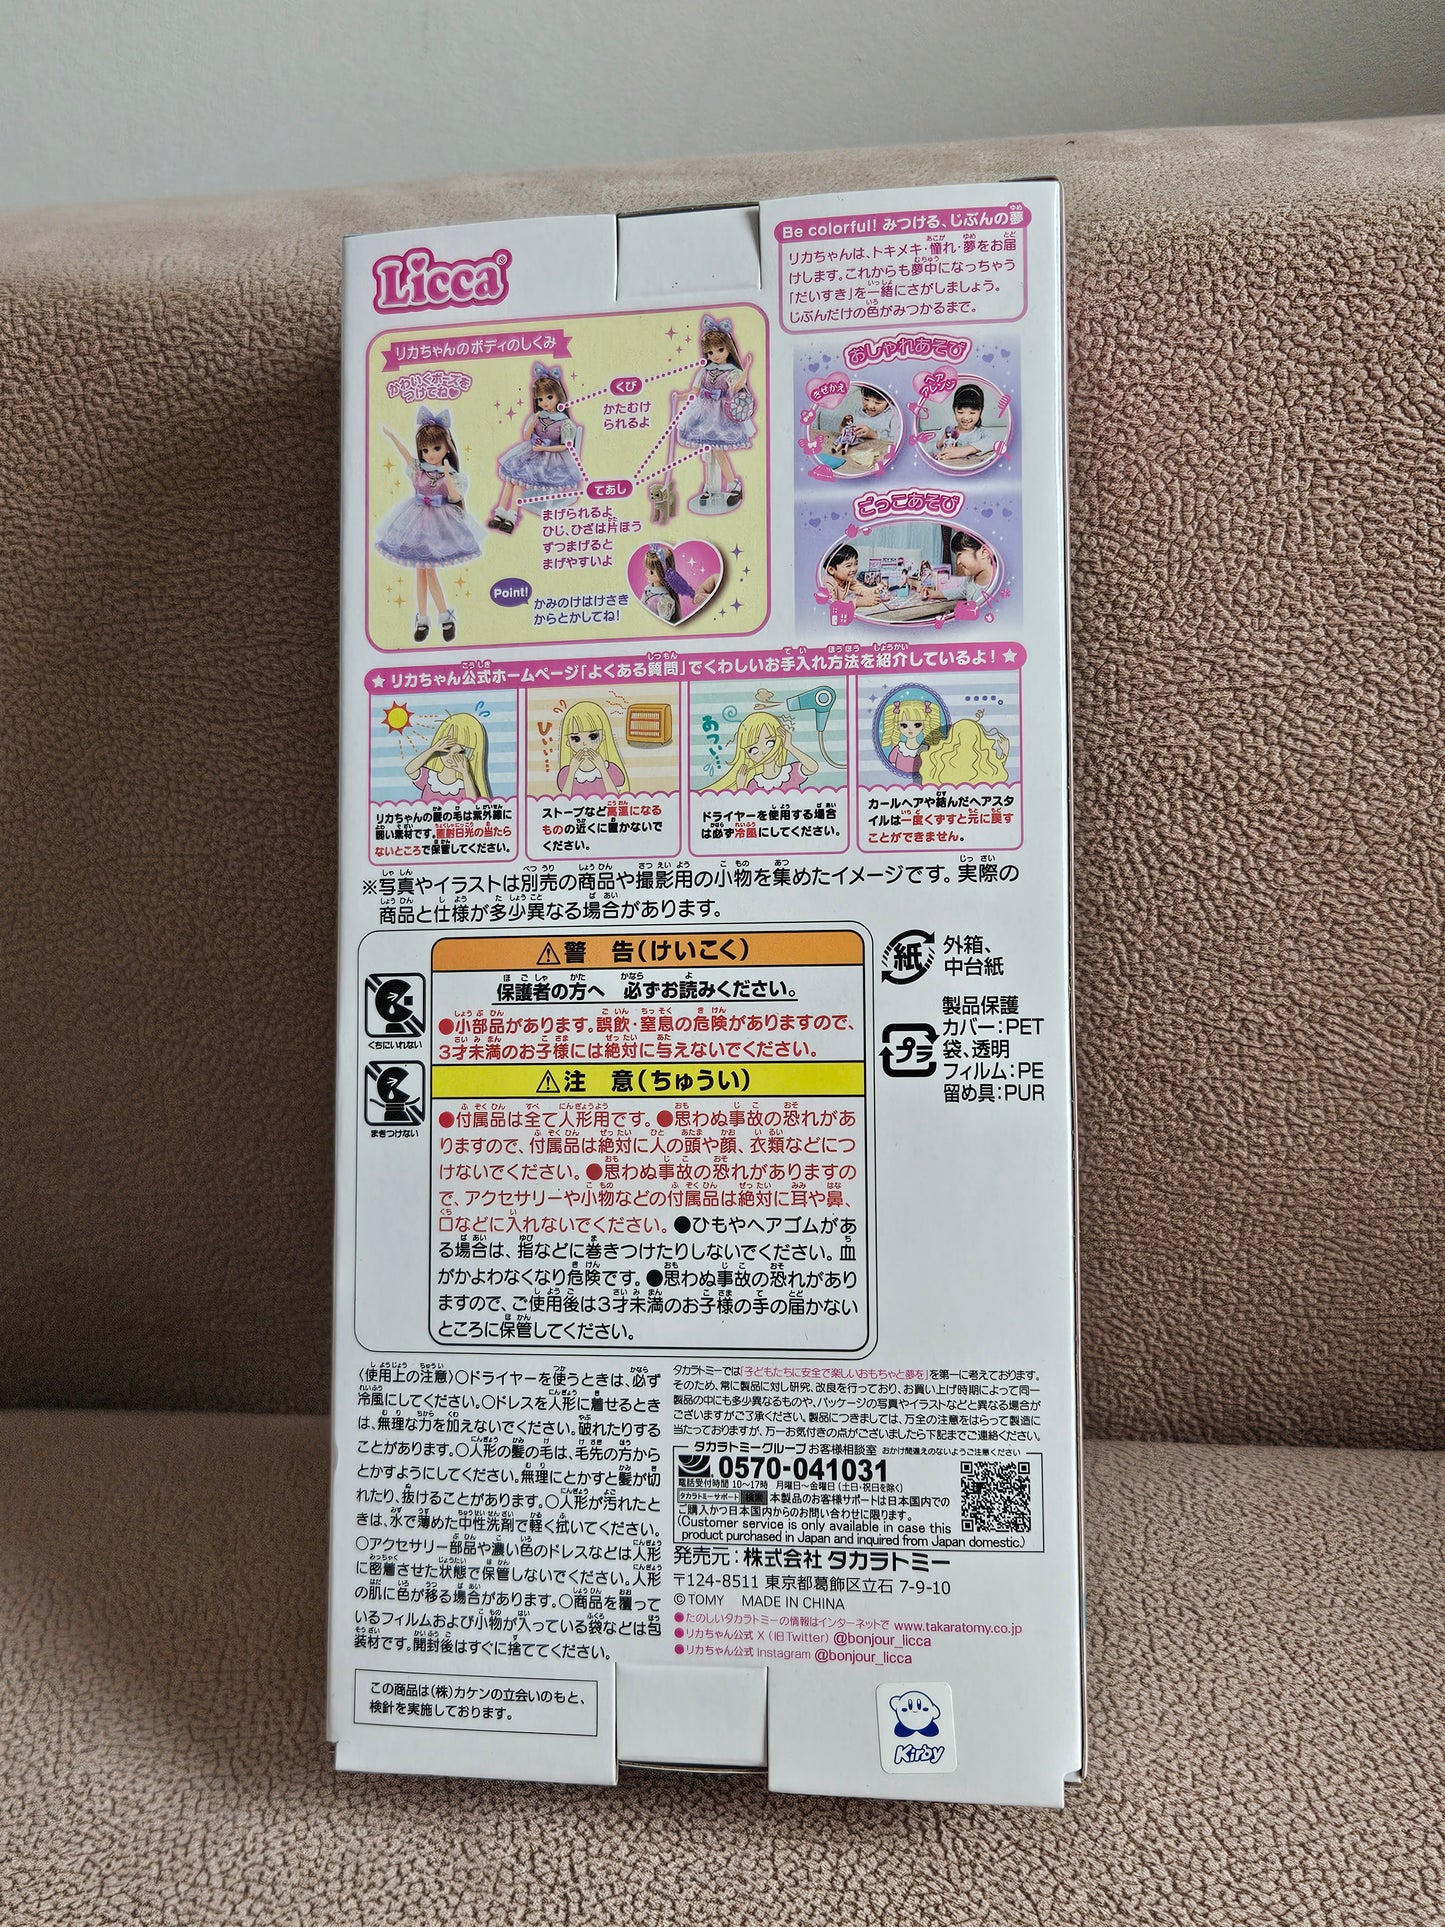 Licca
Be colorful! みつける、じぶんの夢
リカちゃんは、トキメキ・憧れ・夢をお届
けします。これからも夢中になっちゃう
「だいすき」を一緒にさがしましょう。
じぶんだけの色がみつかるまで。
リカちゃんのボディのしくみ
かわいくポーズを
つけてね
くび
かたむけ
られるよ
てあし
まげられるよ
ひじ、ひざは片ほう
ずつまげると
まげやすいよ
Point!
かみのけはけさき
からとかしてね!
おしゃれあそび
きせかえ
ヘア
アレンジ
ごっこあそび
★リカちゃん公式ホームページ「よくある質問」でくわしいお手入れ方法を紹介しているよ!★
リカちゃんの髪の毛は紫外線に
弱い素材です。直射日光の当たら
ないところで保管してください。
ひぃ…
ストーブなど高温になる
ものの近くに置かないで
ください。
あつぃ…
ドライヤーを使用する場合
は必ず冷風にしてください。
カールヘアや結んだヘアスタ
イルは一度くずすと元に戻す
ことができません。
※写真やイラストは別売の商品や撮影用の小物を集めたイメージです。実際の
商品と仕様が多少異なる場合があります。
くちにいれない
まきつけない
警 告(けいこく)
保護者の方へ 必ずお読みください。
●小部品があります。誤飲・窒息の危険がありますので、
3才未満のお子様には絶対に与えないでください。
注 意(ちゅうい)
●付属品は全て人形用です。●思わぬ事故の恐れがあ
りますので、付属品は絶対に人の頭や顔、衣類などにつ
けないでください。●思わぬ事故の恐れがありますの
で、アクセサリーや小物などの付属品は絶対に耳や鼻、
口などに入れないでください。●ひもやヘアゴムがあ
る場合は、指などに巻きつけたりしないでください。血
がかよわなくなり危険です。●思わぬ事故の恐れがあり
ますので、ご使用後は3才未満のお子様の手の届かない
ところに保管してください。
紙
外箱、
中台紙
プラ
製品保護
カバー:PET
袋、透明
フィルム:PE
留め具:PUR
〈使用上の注意〉○ドライヤーを使うときは、必ず
冷風にしてください。○ドレスを人形に着せるとき
は、無理な力を加えないでください。破れたりする
ことがあります。○人形の髪の毛は、毛先の方から
とかすようにしてください。無理にとかすと髪が切
れたり、抜けることがあります。○人形が汚れたと
きは、水で薄めた中性洗剤で軽く拭いてください。
○アクセサリー部品や濃い色のドレスなどは人形
に密着させた状態で保管しないでください。人形
の肌に色が移る場合があります。○商品を覆って
いるフィルムおよび小物が入っている袋などは包
装材です。開封後はすぐに捨ててください。
この商品は(株)カケンの立会いのもと、
検針を実施しております。
タカラトミーでは「子どもたちに安全で楽しいおもちゃと夢を」を第一に考えております。
そのため、常に製品に対し研究、改良を行っており、お買い上げ時期によって同一
製品の中にも多少異なるものや、パッケージの写真やイラストなどと異なる場合が
ございますがご了承ください。製品につきましては、万全の注意をはらって製造に
当たっておりますが、万一お気付きの点がございましたら下記までご連絡ください。
タカラトミーグループ お客様相談室 おかけ間違えのないようご注意ください
0570-041031
電話受付時間 10~17時 月曜日~金曜日 (土日・祝日を除く)
タカラトミーサポート 検索 本製品のお客様サポートは日本国内での
ご購入かつ日本国内からのお問い合わせに限ります。
(Customer service is only available in case this
product purchased in Japan and inquired from Japan domestic.)
発売元:株式会社 タカラトミー
〒124-8511 東京都葛飾区立石 7-9-10
© TOMY MADE IN CHINA
●たのしいタカラトミーの情報はインターネットで www.takaratomy.co.jp
●リカちゃん公式 X (旧Twitter) @bonjour_licca
●リカちゃん公式 Instagram @bonjour_licca
Kirby